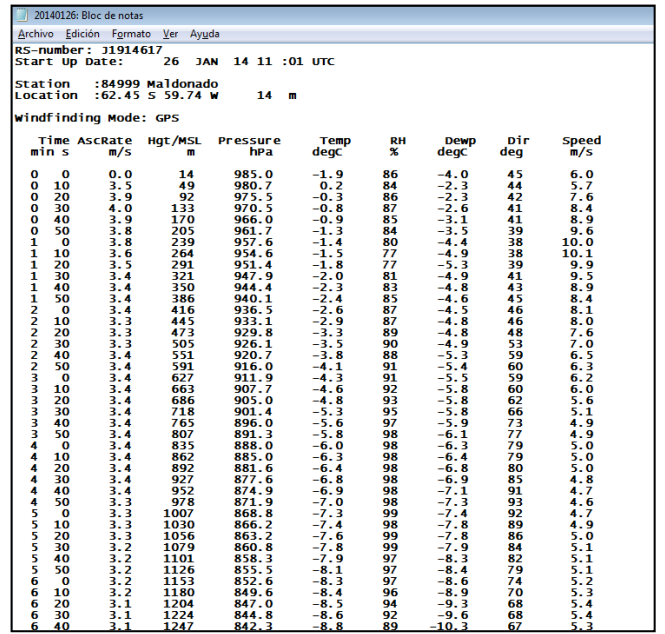 20140126: Bloc de notas
Archivo Edición Formato Ver Ayuda
RS-number: J1914617
Start Up Date: 26 JAN 14 11 :01 UTC
Station :84999 Maldonado
Location :62.45 S 59.74 W 14 m
Windfinding Mode: GPS
Time AscRate Hgt/MSL Pressure Temp RH Dewp Dir Speed
min s m/s m hPa degC % degC deg m/s
0 0 0.0 14 985.0 -1.9 86 -4.0 45 6.0
0 10 3.5 49 980.7 0.2 84 -2.3 44 5.7
0 20 3.9 92 975.5 -0.3 86 -2.3 42 7.6
0 30 4.0 133 970.5 -0.8 87 -2.6 41 8.4
0 40 3.9 170 966.0 -0.9 85 -3.1 41 8.9
0 50 3.8 205 961.7 -1.3 84 -3.5 39 9.6
1 0 3.8 239 957.6 -1.4 80 -4.4 38 10.0
1 10 3.6 264 954.6 -1.5 77 -4.9 38 10.1
1 20 3.5 291 951.4 -1.8 77 -5.3 39 9.9
1 30 3.4 321 947.9 -2.0 81 -4.9 41 9.5
1 40 3.4 350 944.4 -2.3 83 -4.8 43 8.9
1 50 3.4 386 940.1 -2.4 85 -4.6 45 8.4
2 0 3.4 416 936.5 -2.6 87 -4.5 46 8.1
2 10 3.3 445 933.1 -2.9 87 -4.8 46 8.0
2 20 3.3 473 929.8 -3.3 89 -4.8 48 7.6
2 30 3.3 505 926.1 -3.5 90 -4.9 53 7.0
2 40 3.4 551 920.7 -3.8 88 -5.3 59 6.5
2 50 3.4 591 916.0 -4.1 91 -5.4 60 6.3
3 0 3.4 627 911.9 -4.3 91 -5.5 59 6.2
3 10 3.4 663 907.7 -4.6 92 -5.8 60 6.0
3 20 3.4 686 905.0 -4.8 93 -5.8 62 5.6
3 30 3.4 718 901.4 -5.3 95 -5.8 66 5.1
3 40 3.4 765 896.0 -5.6 97 -5.9 73 4.9
3 50 3.4 807 891.3 -5.8 98 -6.1 77 4.9
4 0 3.4 835 888.0 -6.0 98 -6.3 79 5.0
4 10 3.4 862 885.0 -6.3 98 -6.4 79 5.0
4 20 3.4 892 881.6 -6.4 98 -6.8 80 5.0
4 30 3.4 927 877.6 -6.8 98 -6.9 85 4.8
4 40 3.4 952 874.9 -6.9 98 -7.1 91 4.7
4 50 3.3 978 871.9 -7.0 98 -7.3 93 4.6
5 0 3.3 1007 868.8 -7.3 99 -7.4 92 4.7
5 10 3.3 1030 866.2 -7.4 98 -7.8 89 4.9
5 20 3.3 1056 863.2 -7.6 99 -7.8 86 5.0
5 30 3.2 1079 860.8 -7.8 99 -7.9 84 5.1
5 40 3.2 1101 858.3 -7.9 97 -8.3 82 5.1
5 50 3.2 1126 855.5 -8.1 97 -8.4 79 5.1
6 0 3.2 1153 852.6 -8.3 97 -8.6 74 5.2
6 10 3.2 1180 849.6 -8.4 96 -8.9 70 5.3
6 20 3.1 1204 847.0 -8.5 94 -9.3 68 5.4
6 30 3.1 1224 844.8 -8.6 92 -9.6 68 5.4
6 40 3.1 1247 842.3 -8.8 89 -10.3 67 5.3